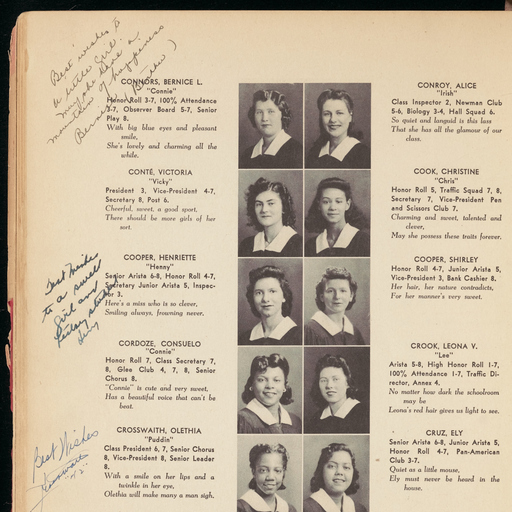 Best wishes to
a little girl.
of happiness
CONNORS, BERNICE L.
"Connie"
Honor Roll 3-7, 100% Attendance
3-7, Observer Board 5-7, Senior
Play 8.
With big blue eyes and pleasant
smile,
She's lovely and charming all the
while.
CONTÉ, VICTORIA
"Vicky"
President 3, Vice-President 4-7,
Secretary 8, Post 6.
Cheerful, sweet, a good sport,
There should be more girls of her
sort.
COOPER, HENRIETTE
"Henny"
Senior Arista 6-8, Honor Roll 4-7,
Secretary Junior Arista 5, Inspec-
tor 3.
Here's a miss who is so clever,
Smiling always, frowning never.
Best Wishes
to a swell
girl and
CORDOZE, CONSUELO
"Connie"
Honor Roll 7, Class Secretary 7,
8, Glee Club 4, 7, 8, Senior
Chorus 8.
"Connie" is cute and very sweet,
Has a beautiful voice that can't be
beat.
CROSSWAITH, OLETHIA
"Puddin"
Class President 6, 7, Senior Chorus
8, Vice-President 8, Senior Leader
8.
With a smile on her lips and a
twinkle in her eye,
Olethia will make many a man sigh.
Best Wishes
CONROY, ALICE
"Irish"
Class Inspector 2, Newman Club
5-6, Biology 3-4, Hall Squad 6.
So quiet and languid is this lass
That she has all the glamour of our
class.
COOK, CHRISTINE
"Chris"
Honor Roll 5, Traffic Squad 7, 8,
Secretary 7, Vice-President Pen
and Scissors Club 7.
Charming and sweet, talented and
clever,
May she possess these traits forever.
COOPER, SHIRLEY
Honor Roll 4-7, Junior Arista 5,
Vice-President 3, Bank Cashier 8.
Her hair, her nature contradicts,
For her manner's very sweet.
CROOK, LEONA V.
"Lee"
Arista 5-8, High Honor Roll 1-7,
100%, Attendance 1-7, Traffic Di-
rector, Annex 4.
No matter how dark the schoolroom
may be
Leona's red hair gives us light to see.
CRUZ, ELY
Senior Arista 6-8, Junior Arista 5,
Honor Roll 4-7, Pan-American
Club 3-7.
Quiet as a little mouse,
Ely must never be heard in the
house.